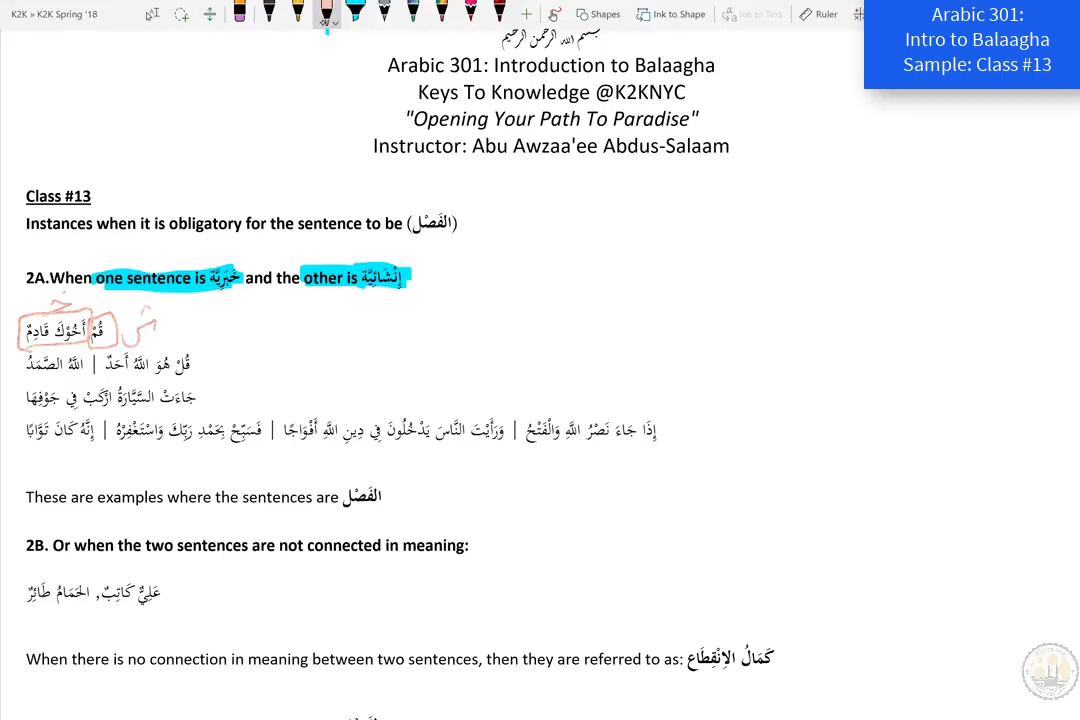 K2K » K2K Spring '18
Shapes
Ink to Shape
Ink to Text
Ruler
Arabic 301:
Intro to Balaagha
Sample: Class #13
بسم الله الرحمن الرحيم
Arabic 301: Introduction to Balaagha
Keys To Knowledge @K2KNYC
"Opening Your Path To Paradise"
Instructor: Abu Awzaa'ee Abdus-Salaam
Class #13
Instances when it is obligatory for the sentence to be (الفَصْل)
2A.When one sentence is خَبَرِيَّة and the other is إِنْشَائِيَّة
قُمْ أَخُوْكَ قَادِمٌ
قُلْ هُوَ اللَّهُ أَحَدٌ | اللَّهُ الصَّمَدُ
جَاءَتْ السَّيَّارَةُ ارْكَبْ فِي جَوْفِهَا
إِذَا جَاءَ نَصْرُ اللَّهِ وَالْفَتْحُ | وَرَأَيْتَ النَّاسَ يَدْخُلُونَ فِي دِينِ اللَّهِ أَفْوَاجًا | فَسَبِّحْ بِحَمْدِ رَبِّكَ وَاسْتَغْفِرْهُ | إِنَّهُ كَانَ تَوَّابًا
These are examples where the sentences are الفَصْل
2B. Or when the two sentences are not connected in meaning:
عَلِيٌّ كَاتِبٌ, الحَمَامُ طَائِرٌ
When there is no connection in meaning between two sentences, then they are referred to as: كَمَالُ الاِنْقِطَاع